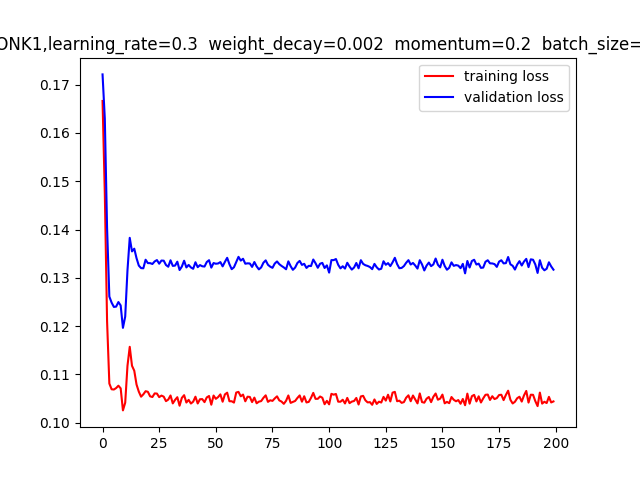 ONK1,learning_rate=0.3 weight_decay=0.002 momentum=0.2 batch_size=
training loss
validation loss
0.17
0.16
0.15
0.14
0.13
0.12
0.11
0.10
0 25 50 75 100 125 150 175 200